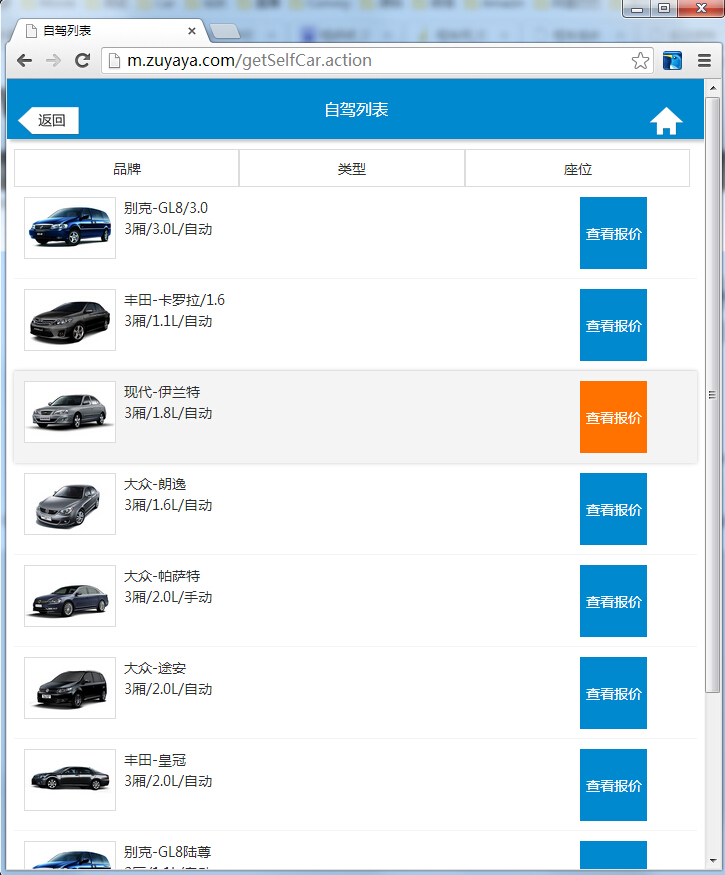 自驾列表
m.zuyaya.com/getSelfCar.action
返回
自驾列表
品牌 类型 座位
别克-GL8/3.0
3厢/3.0L/自动
查看报价
丰田-卡罗拉/1.6
3厢/1.1L/自动
查看报价
现代-伊兰特
3厢/1.8L/自动
查看报价
大众-朗逸
3厢/1.6L/自动
查看报价
大众-帕萨特
3厢/2.0L/手动
查看报价
大众-途安
3厢/2.0L/自动
查看报价
丰田-皇冠
3厢/2.0L/自动
查看报价
别克-GL8陆尊